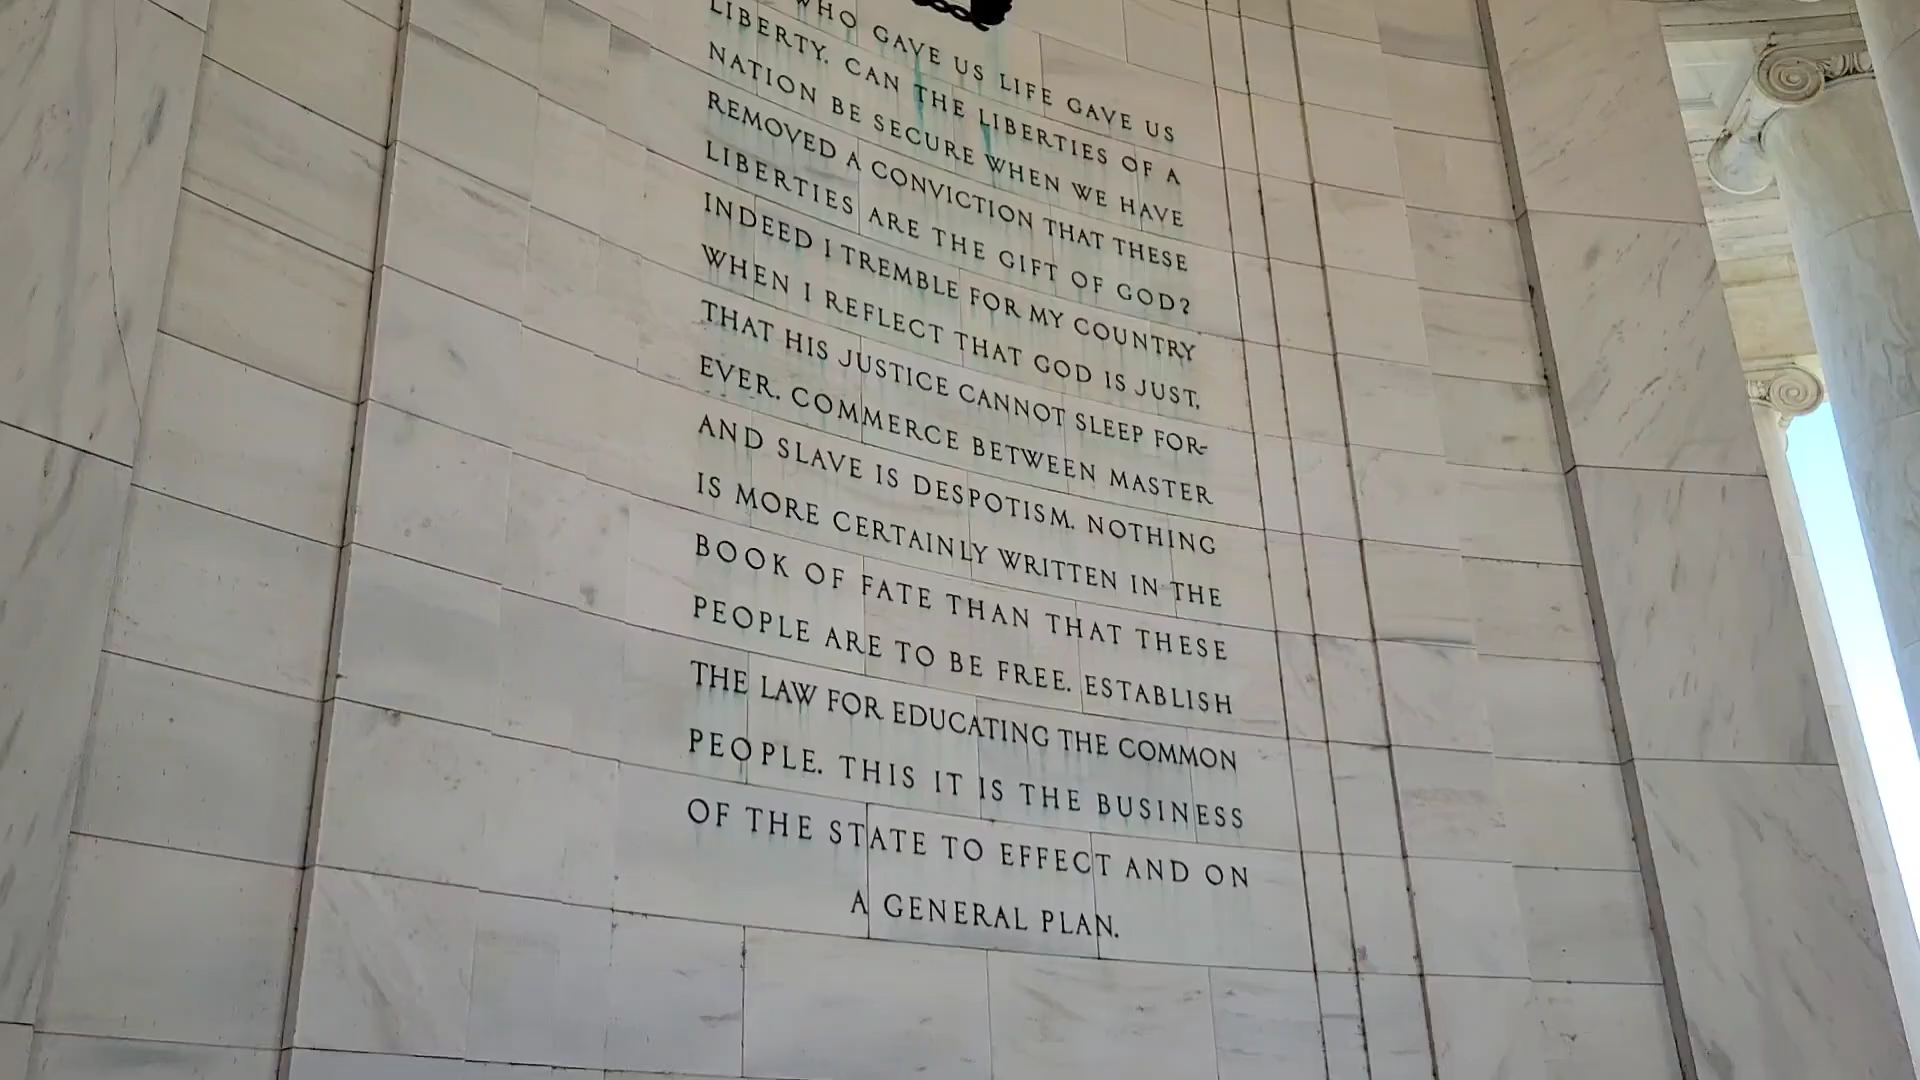 WHO GAVE US LIFE GAVE US
LIBERTY. CAN THE LIBERTIES OF A
NATION BE SECURE WHEN WE HAVE
REMOVED A CONVICTION THAT THESE
LIBERTIES ARE THE GIFT OF GOD?
INDEED I TREMBLE FOR MY COUNTRY
WHEN I REFLECT THAT GOD IS JUST,
THAT HIS JUSTICE CANNOT SLEEP FOR-
EVER. COMMERCE BETWEEN MASTER
AND SLAVE IS DESPOTISM. NOTHING
IS MORE CERTAINLY WRITTEN IN THE
BOOK OF FATE THAN THAT THESE
PEOPLE ARE TO BE FREE. ESTABLISH
THE LAW FOR EDUCATING THE COMMON
PEOPLE. THIS IT IS THE BUSINESS
OF THE STATE TO EFFECT AND ON
A GENERAL PLAN.